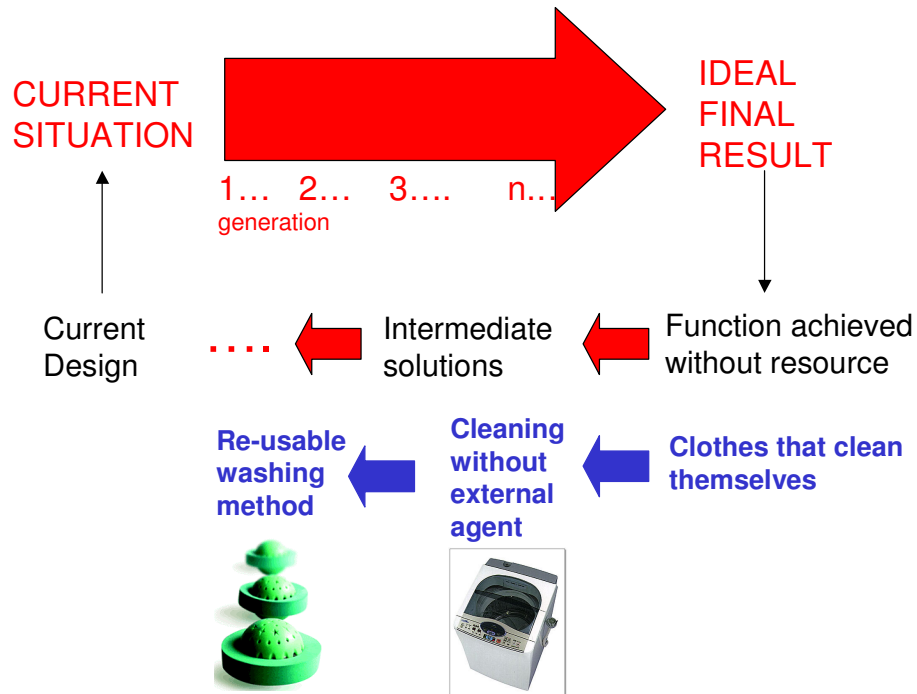 CURRENT
SITUATION
IDEAL
FINAL
RESULT
1... 2... 3.... n...
generation
Current
Design
....
Intermediate
solutions
Function achieved
without resource
Re-usable
washing
method
Cleaning
without
external
agent
Clothes that clean
themselves